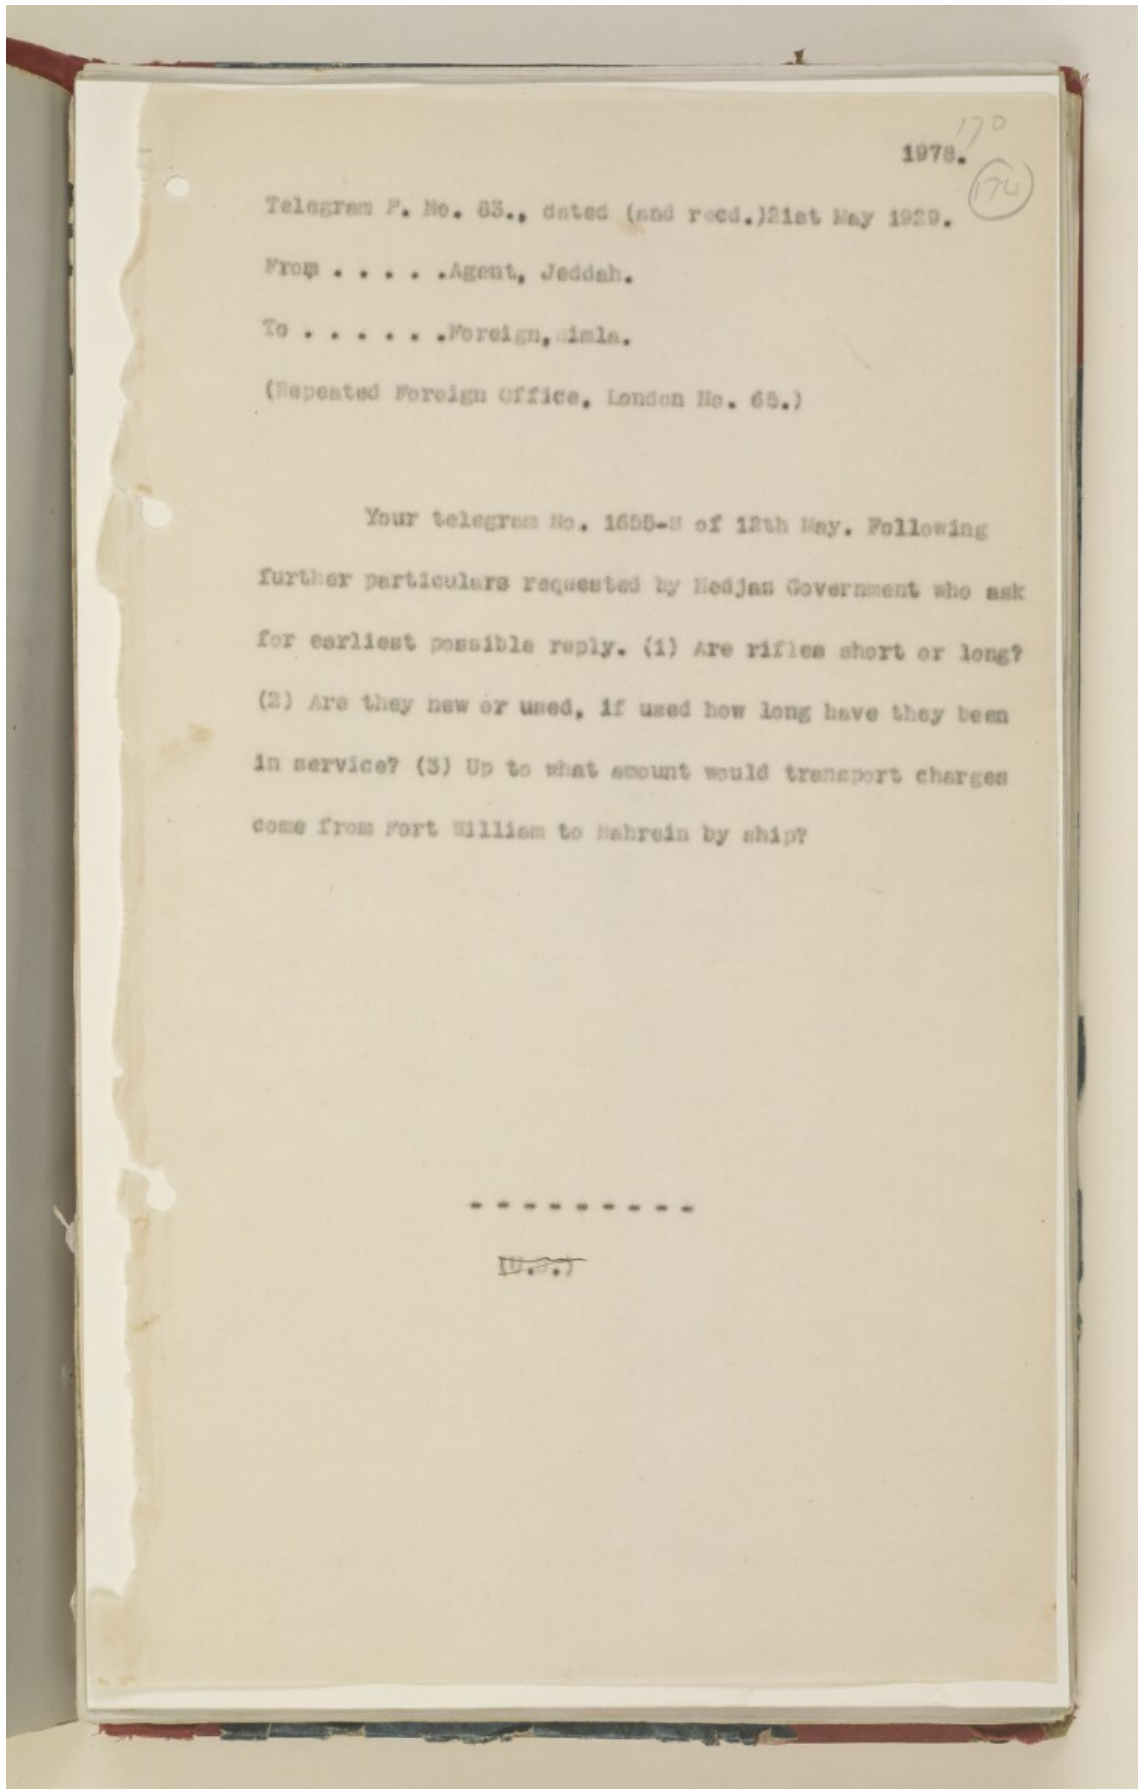 170
1978.
174
Telegram P. No. 63., dated (and recd.)21st May 1929.
From . . . . .Agent, Jeddah.
To . . . . . .Foreign, Simla.
(Repeated Foreign Office, London No. 65.)
Your telegram No. 1655-S of 12th May. Following
further particulars requested by Hedjaz Government who ask
for earliest possible reply. (1) Are rifles short or long?
(2) Are they new or used, if used how long have they been
in service? (3) Up to what amount would transport charges
come from Fort William to Bahrein by ship?
- - - - - - - - -